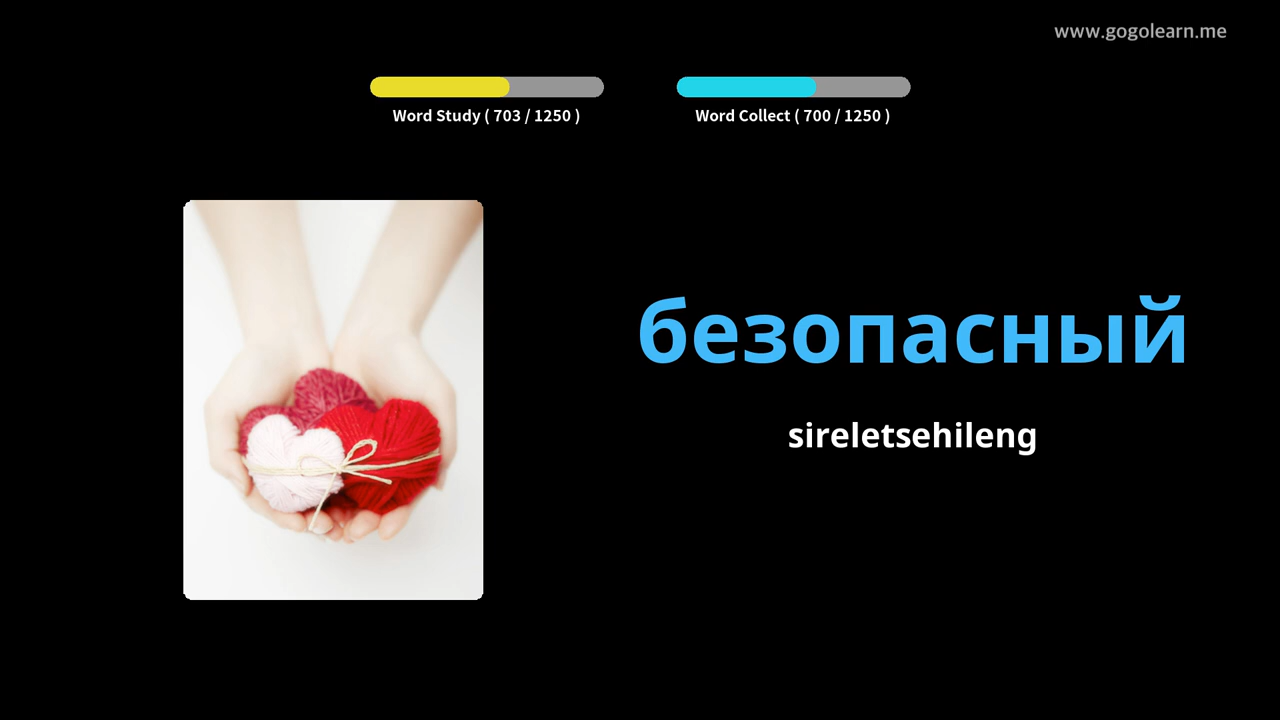 www.gogolearn.me
Word Study ( 703 / 1250 )
Word Collect ( 700 / 1250 )
безопасный
sireletsehileng